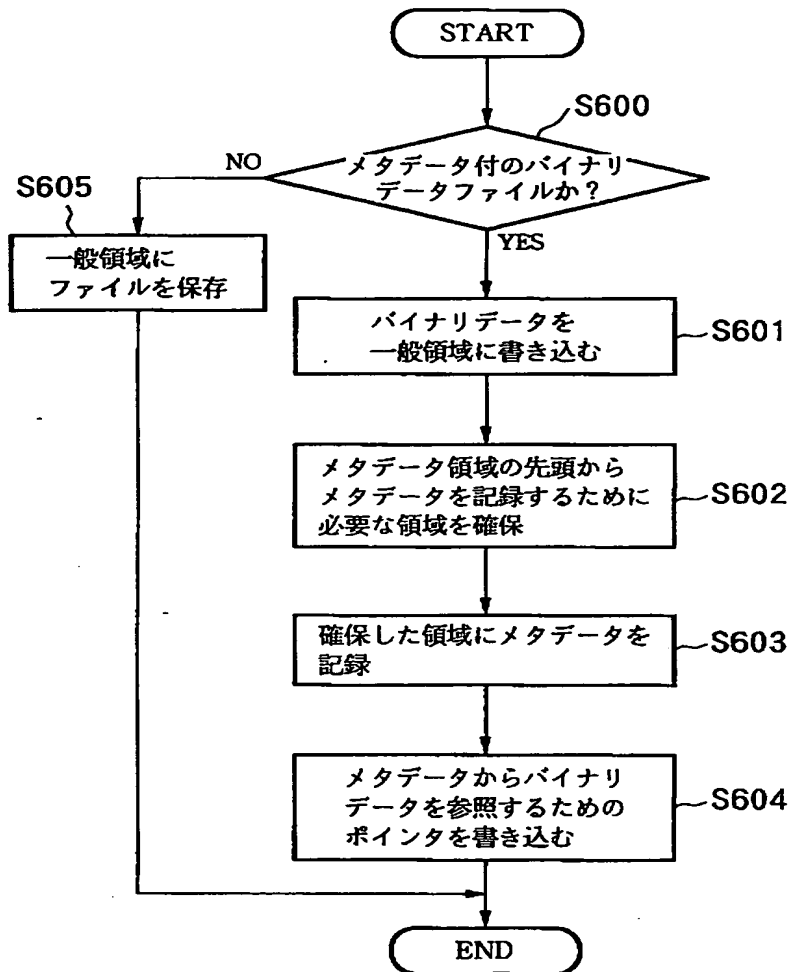 START
S600
メタデータ付のバイナリ
データファイルか?
NO
YES
S605
一般領域に
ファイルを保存
バイナリデータを
一般領域に書き込む
S601
メタデータ領域の先頭から
メタデータを記録するために
必要な領域を確保
S602
確保した領域にメタデータを
記録
S603
メタデータからバイナリ
データを参照するための
ポインタを書き込む
S604
END